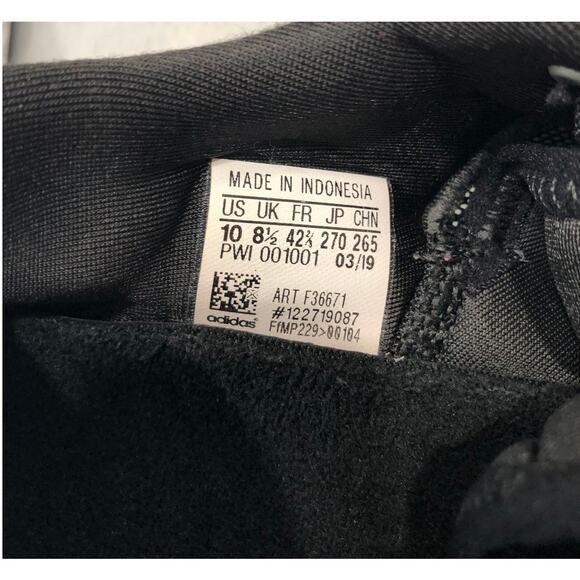 MADE IN INDONESIA
US UK FR JP CHN
10 8½ 42⅔ 270 265
PWI 001001 03/19
ART F36671
#122719087
adidas FfMP229>00104